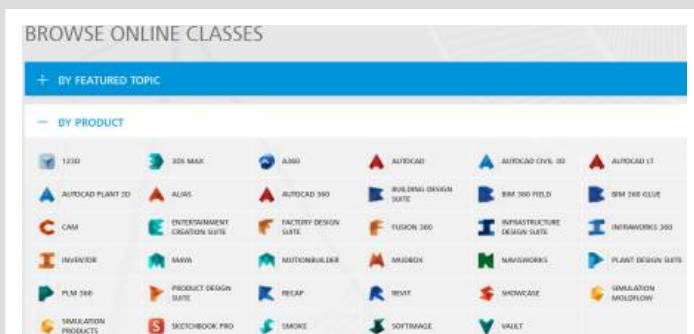 BROWSE ONLINE CLASSES
+ BY FEATURED TOPIC
− BY PRODUCT
123D
3DS MAX
A360
AUTOCAD
AUTOCAD CIVIL 3D
AUTOCAD LT
AUTOCAD PLANT 3D
ALIAS
AUTOCAD 360
BUILDING DESIGN
SUITE
BIM 360 FIELD
BIM 360 GLUE
CAM
ENTERTAINMENT
CREATION SUITE
FACTORY DESIGN
SUITE
FUSION 360
INFRASTRUCTURE
DESIGN SUITE
INFRAWORKS 360
INVENTOR
MAYA
MOTIONBUILDER
MUDBOX
NAVISWORKS
PLANT DESIGN SUITE
PLM 360
PRODUCT DESIGN
SUITE
RECAP
REVIT
SHOWCASE
SIMULATION
MOLDFLOW
SIMULATION
PRODUCTS
SKETCHBOOK PRO
SMOKE
SOFTIMAGE
VAULT